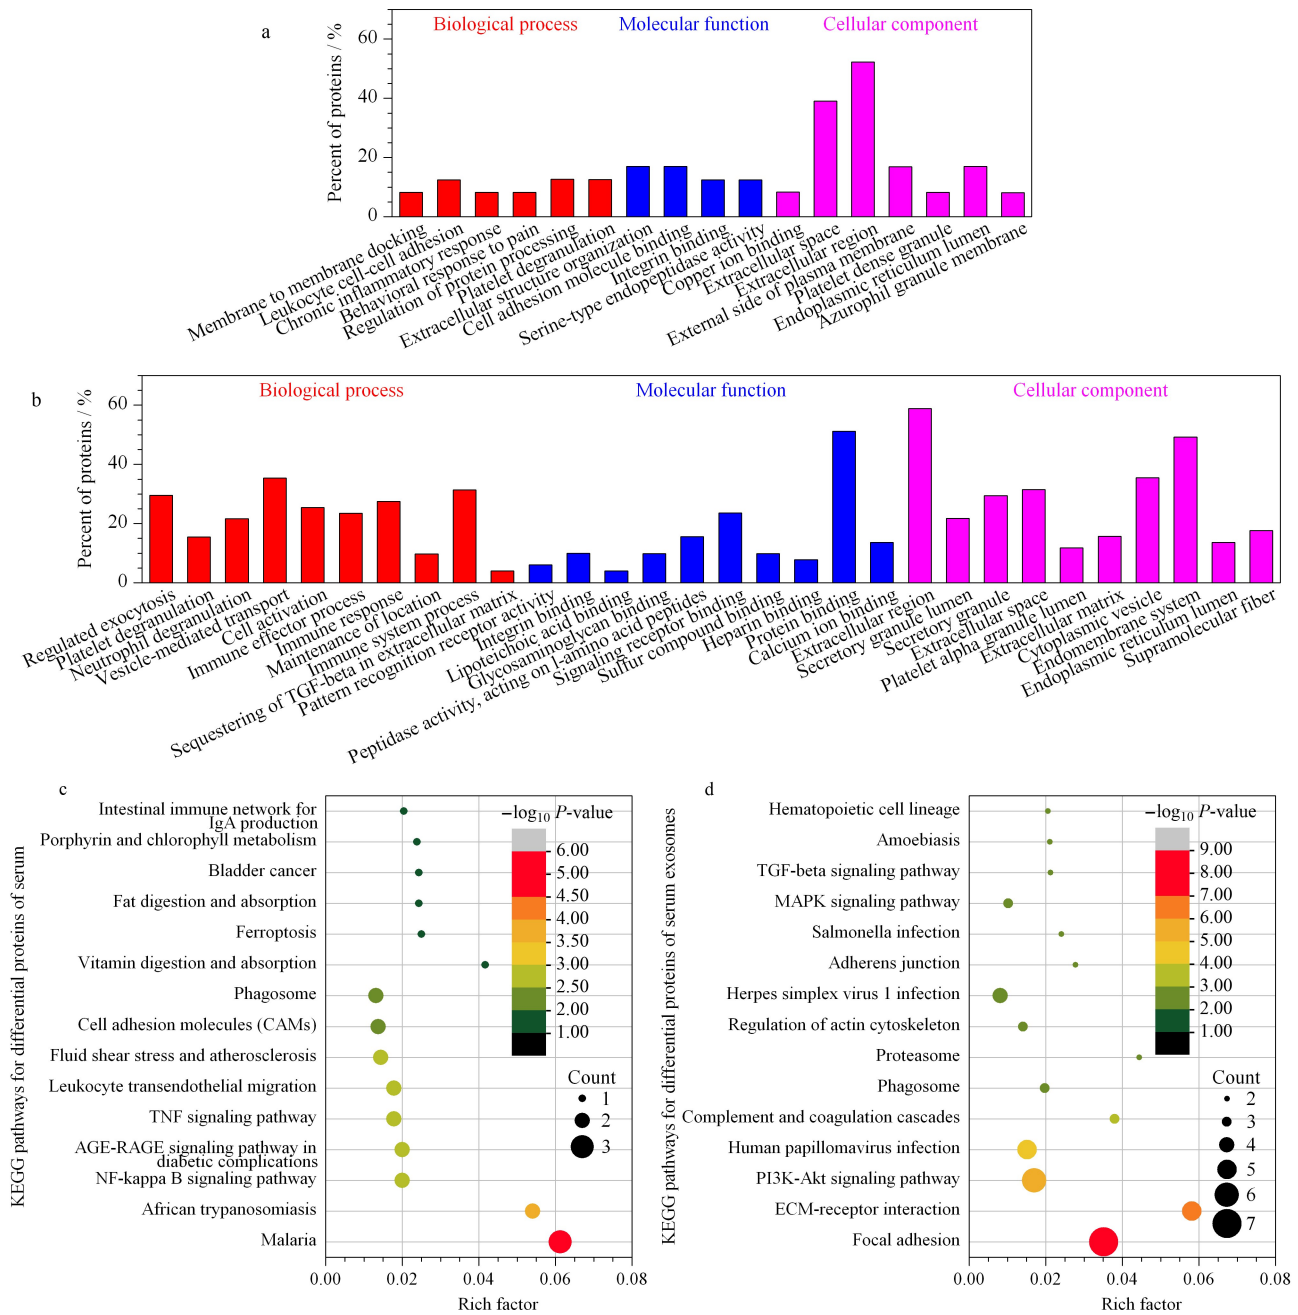 a
Percent of proteins / %
60
40
20
0
Biological process
Molecular function
Cellular component
Membrane to membrane docking
Leukocyte cell-cell adhesion
Chronic inflammatory response
Behavioral response to pain
Regulation of protein processing
Platelet degranulation
Extracellular structure organization
Cell adhesion molecule binding
Integrin binding
Serine-type endopeptidase activity
Copper ion binding
Extracellular space
Extracellular region
External side of plasma membrane
Platelet dense granule
Endoplasmic reticulum lumen
Azurophil granule membrane
b
Percent of proteins / %
60
40
20
0
Biological process
Molecular function
Cellular component
Regulated exocytosis
Platelet degranulation
Neutrophil degranulation
Vesicle-mediated transport
Cell activation
Immune effector process
Immune response
Maintenance of location
Immune system process
Sequestering of TGF-beta in extracellular matrix
Pattern recognition receptor activity
Integrin binding
Lipoteichoic acid binding
Glycosaminoglycan binding
Peptidase activity, acting on l-amino acid peptides
Signaling receptor binding
Sulfur compound binding
Heparin binding
Protein binding
Calcium ion binding
Extracellular region
Secretory granule lumen
Secretory granule
Extracellular space
Platelet alpha granule lumen
Extracellular matrix
Cytoplasmic vesicle
Endomembrane system
Endoplasmic reticulum lumen
Supramolecular fiber
c
KEGG pathways for differential proteins of serum
Intestinal immune network for
IgA production
Porphyrin and chlorophyll metabolism
Bladder cancer
Fat digestion and absorption
Ferroptosis
Vitamin digestion and absorption
Phagosome
Cell adhesion molecules (CAMs)
Fluid shear stress and atherosclerosis
Leukocyte transendothelial migration
TNF signaling pathway
AGE-RAGE signaling pathway in
diabetic complications
NF-kappa B signaling pathway
African trypanosomiasis
Malaria
−log10 P-value
6.00
5.00
4.50
4.00
3.50
3.00
2.50
2.00
1.00
Count
1
2
3
0.00 0.02 0.04 0.06 0.08
Rich factor
d
KEGG pathways for differential proteins of serum exosomes
Hematopoietic cell lineage
Amoebiasis
TGF-beta signaling pathway
MAPK signaling pathway
Salmonella infection
Adherens junction
Herpes simplex virus 1 infection
Regulation of actin cytoskeleton
Proteasome
Phagosome
Complement and coagulation cascades
Human papillomavirus infection
PI3K-Akt signaling pathway
ECM-receptor interaction
Focal adhesion
−log10 P-value
9.00
8.00
7.00
6.00
5.00
4.00
3.00
2.00
1.00
Count
2
3
4
5
6
7
0.00 0.02 0.04 0.06 0.08
Rich factor